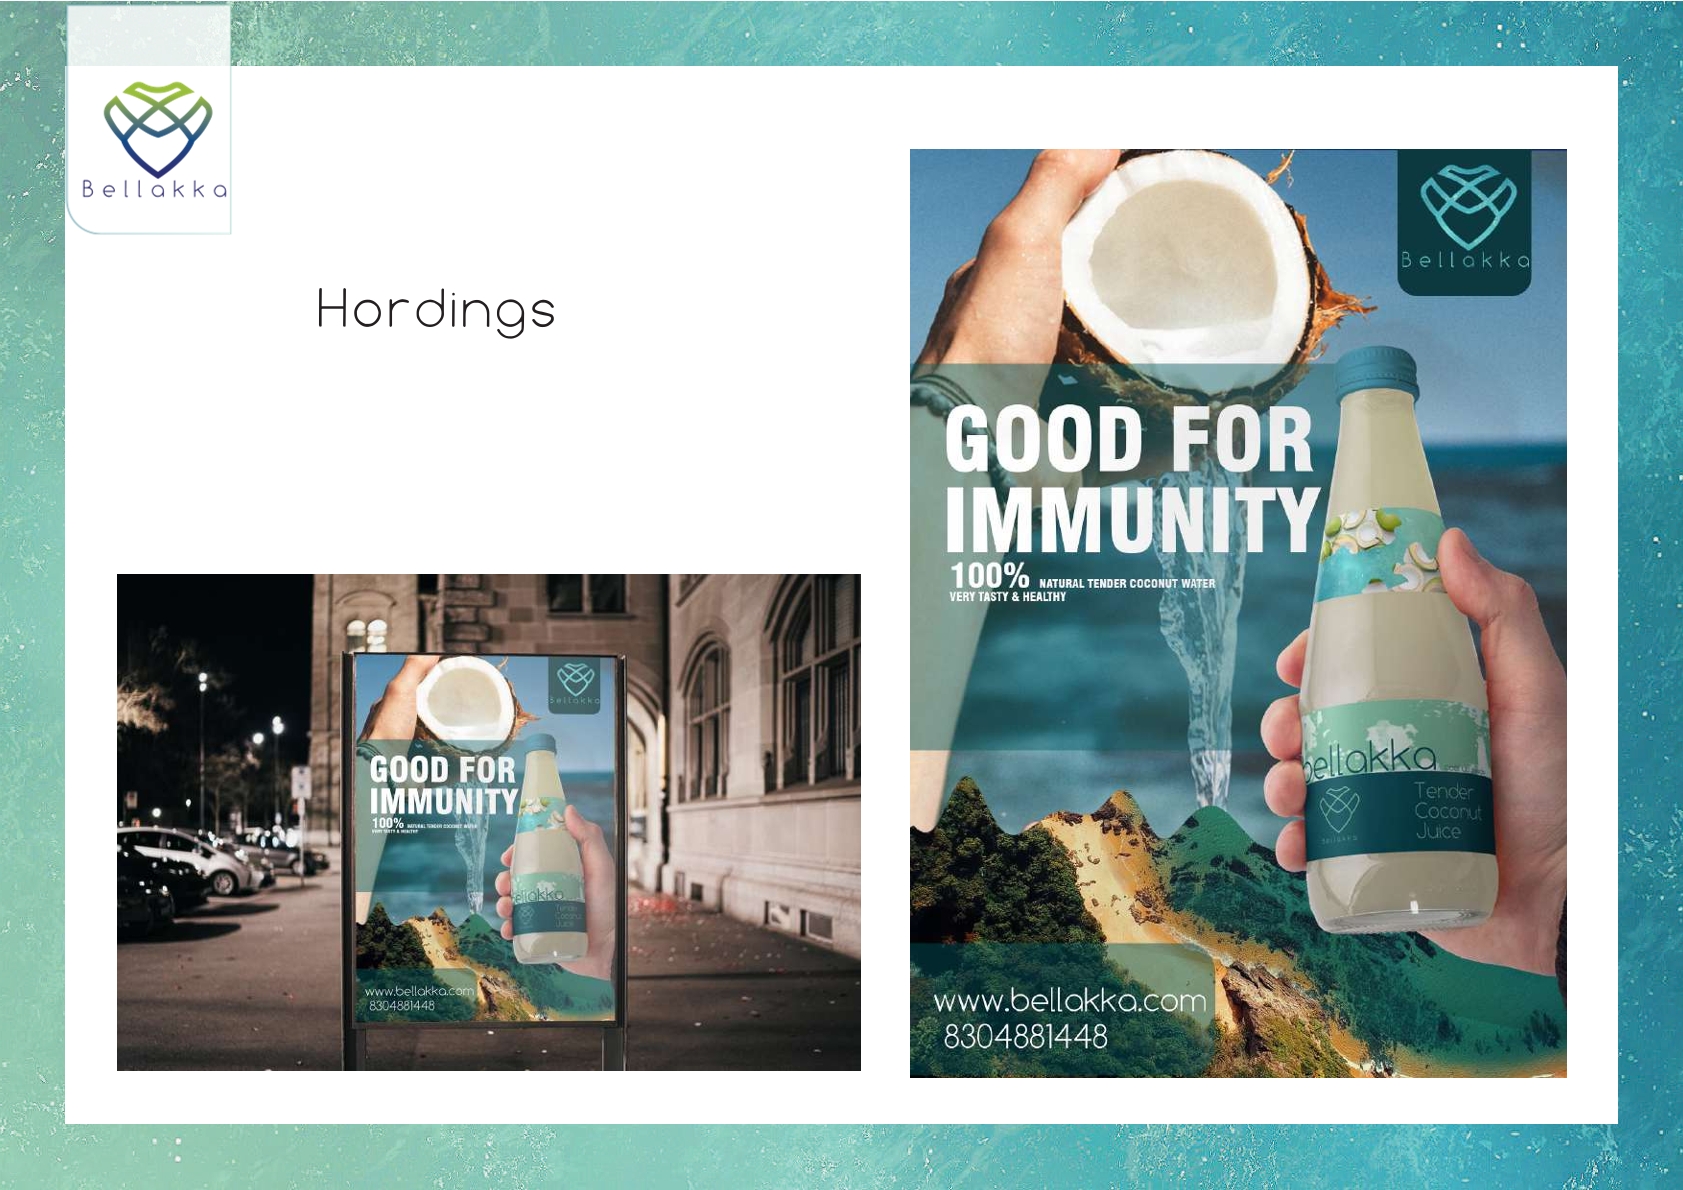 Bellakka
Hordings
Bellakka
GOOD FOR
IMMUNITY
100% NATURAL TENDER COCONUT WATER
VERY TASTY & HEALTHY
bellakka
Tender
Coconut
Juice
Bellakka
www.bellakka.com
8304881448
Bellakka
GOOD FOR
IMMUNITY
100% NATURAL TENDER COCONUT WATER
VERY TASTY & HEALTHY
bellakka
Tender
Coconut
Juice
www.bellakka.com
8304881448